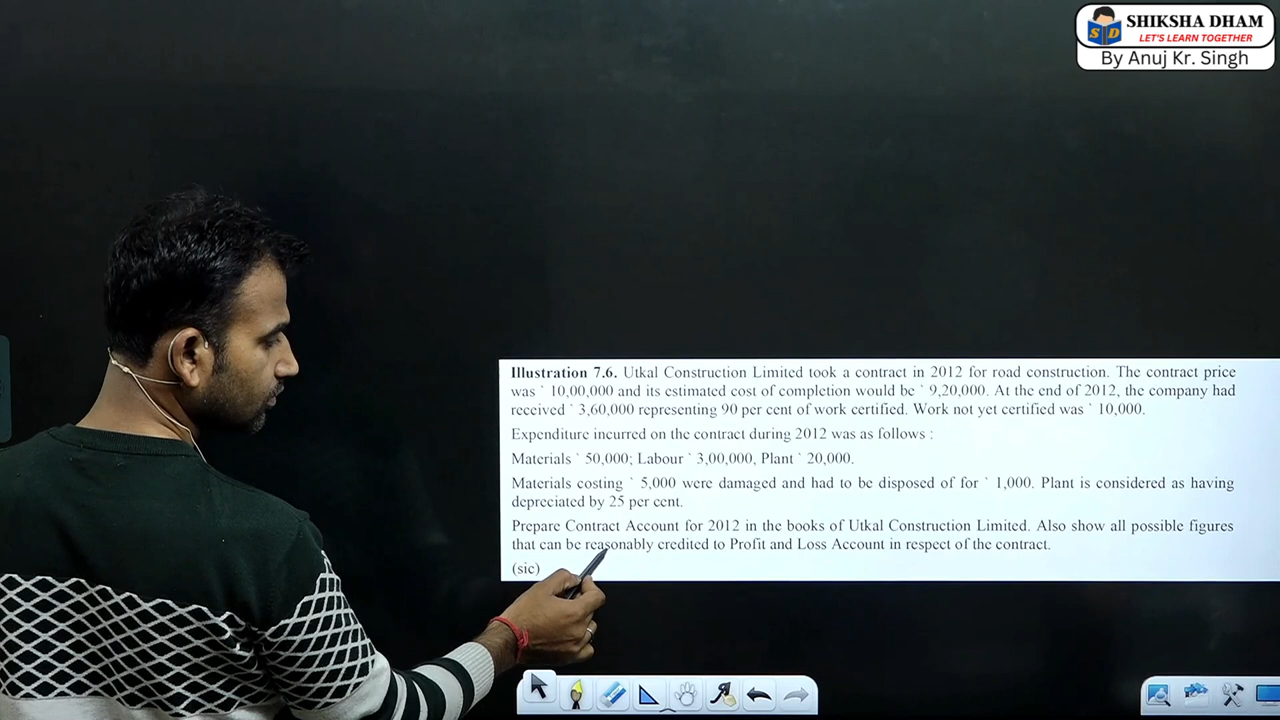 SHIKSHA DHAM
S D
LET'S LEARN TOGETHER
By Anuj Kr. Singh
Illustration 7.6. Utkal Construction Limited took a contract in 2012 for road construction. The contract price
was ` 10,00,000 and its estimated cost of completion would be ` 9,20,000. At the end of 2012, the company had
received ` 3,60,000 representing 90 per cent of work certified. Work not yet certified was ` 10,000.
Expenditure incurred on the contract during 2012 was as follows :
Materials ` 50,000; Labour ` 3,00,000, Plant ` 20,000.
Materials costing ` 5,000 were damaged and had to be disposed of for ` 1,000. Plant is considered as having
depreciated by 25 per cent.
Prepare Contract Account for 2012 in the books of Utkal Construction Limited. Also show all possible figures
that can be reasonably credited to Profit and Loss Account in respect of the contract.
(sic)